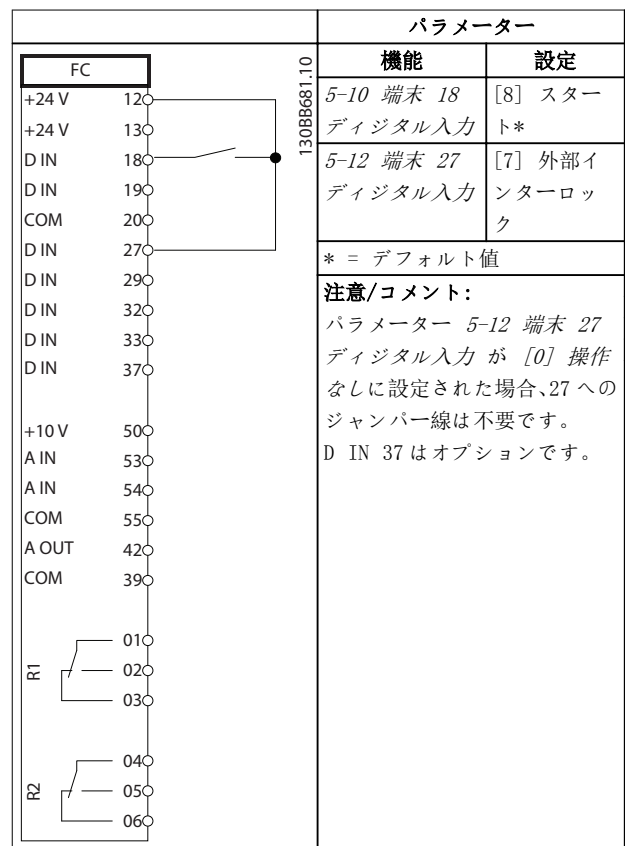 パラメーター
機能 設定
5-10 端末 18
ディジタル入力
[8] スター
ト*
5-12 端末 27
ディジタル入力
[7] 外部イ
ンターロッ
ク
* = デフォルト値
注意/コメント:
パラメーター 5-12 端末 27
ディジタル入力 が [0] 操作
なしに設定された場合、27 への
ジャンパー線は不要です。
D IN 37 はオプションです。
FC
130BB681.10
+24 V 12
+24 V 13
D IN 18
D IN 19
COM 20
D IN 27
D IN 29
D IN 32
D IN 33
D IN 37
+10 V 50
A IN 53
A IN 54
COM 55
A OUT 42
COM 39
R1
01
02
03
R2
04
05
06